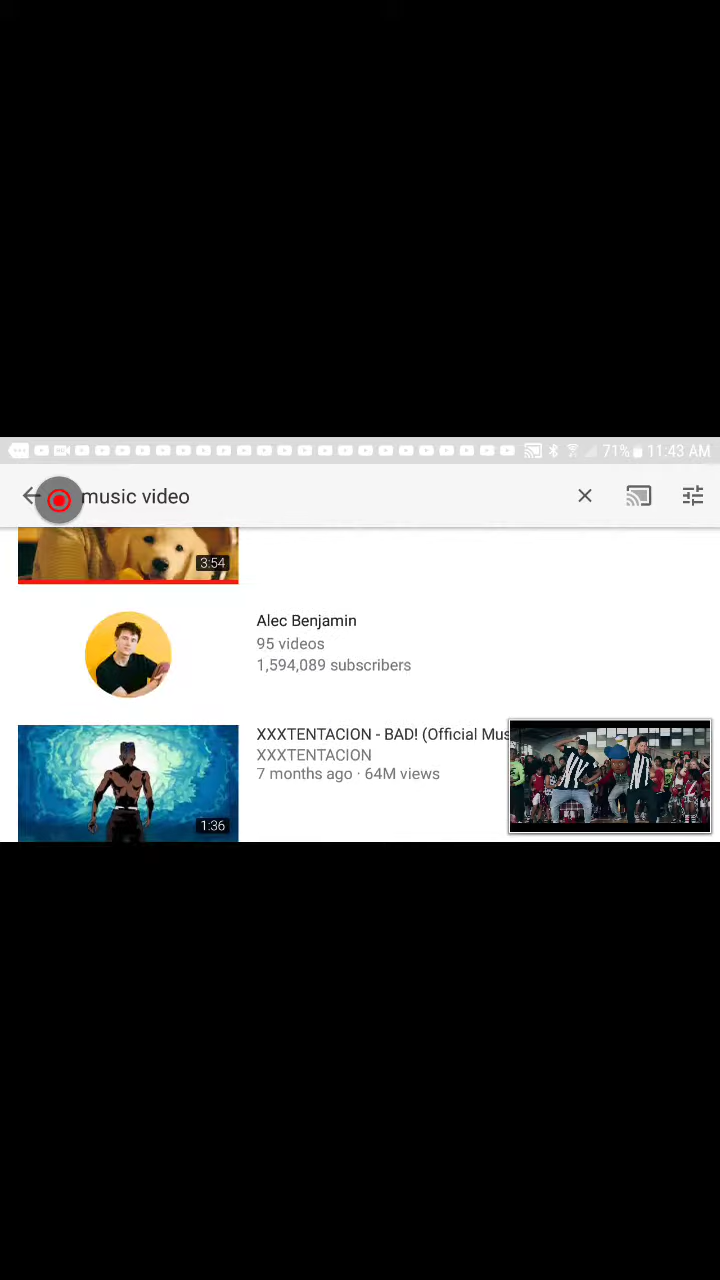 71% 11:43 AM
music video
3:54
Alec Benjamin
95 videos
1,594,089 subscribers
XXXTENTACION - BAD! (Official Mus
XXXTENTACION
7 months ago · 64M views
1:36